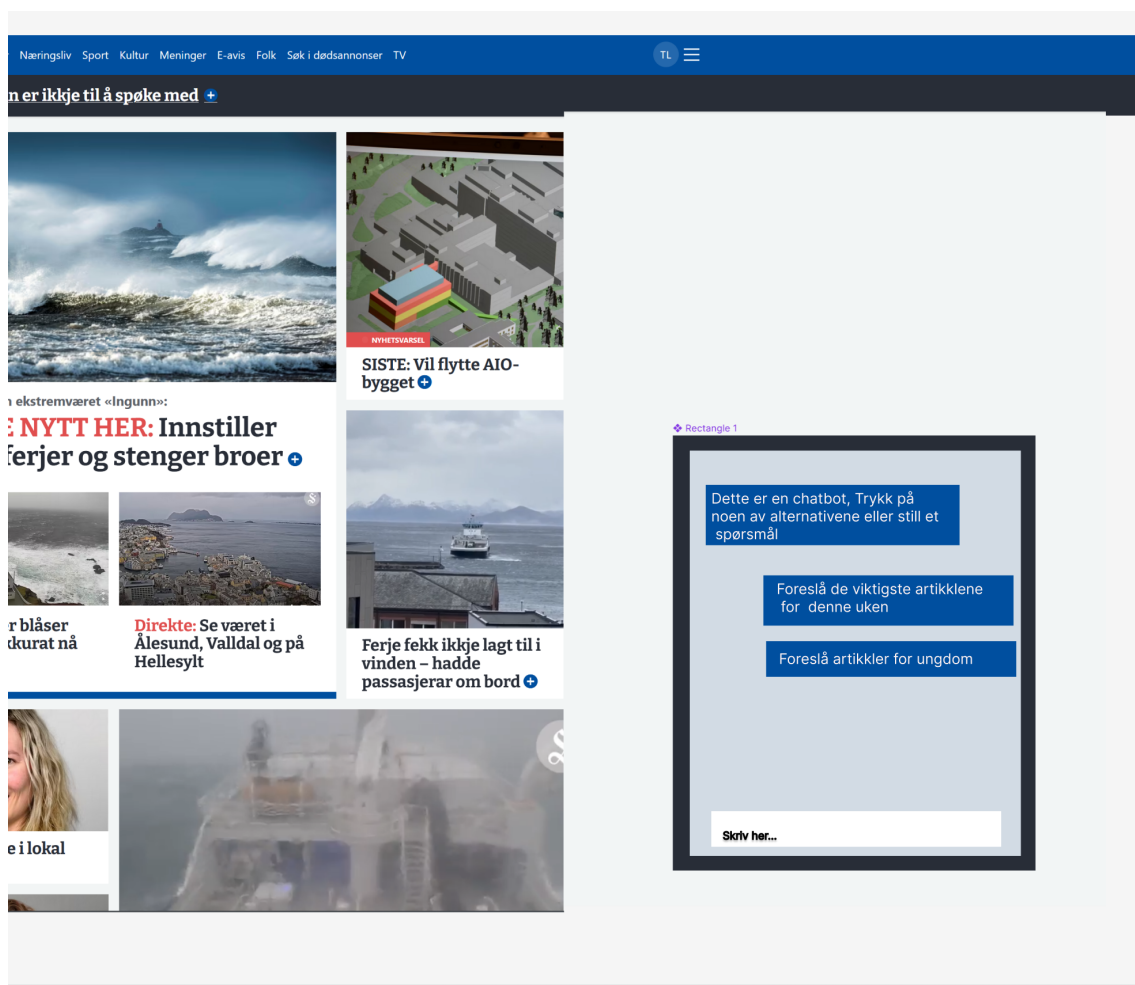 Næringsliv Sport Kultur Meninger E-avis Folk Søk i dødsannonser TV
TL
n er ikkje til å spøke med
NYHETSVARSEL
SISTE: Vil flytte AIO-
bygget
ekstremværet «Ingunn»:
E NYTT HER: Innstiller
ferjer og stenger broer
r blåser
kkurat nå
Direkte: Se været i
Ålesund, Valldal og på
Hellesylt
Ferje fekk ikkje lagt til i
vinden – hadde
passasjerar om bord
e i lokal
Rectangle 1
Dette er en chatbot, Trykk på
noen av alternativene eller still et
spørsmål
Foreslå de viktigste artikklene
for denne uken
Foreslå artikkler for ungdom
Skriv her...